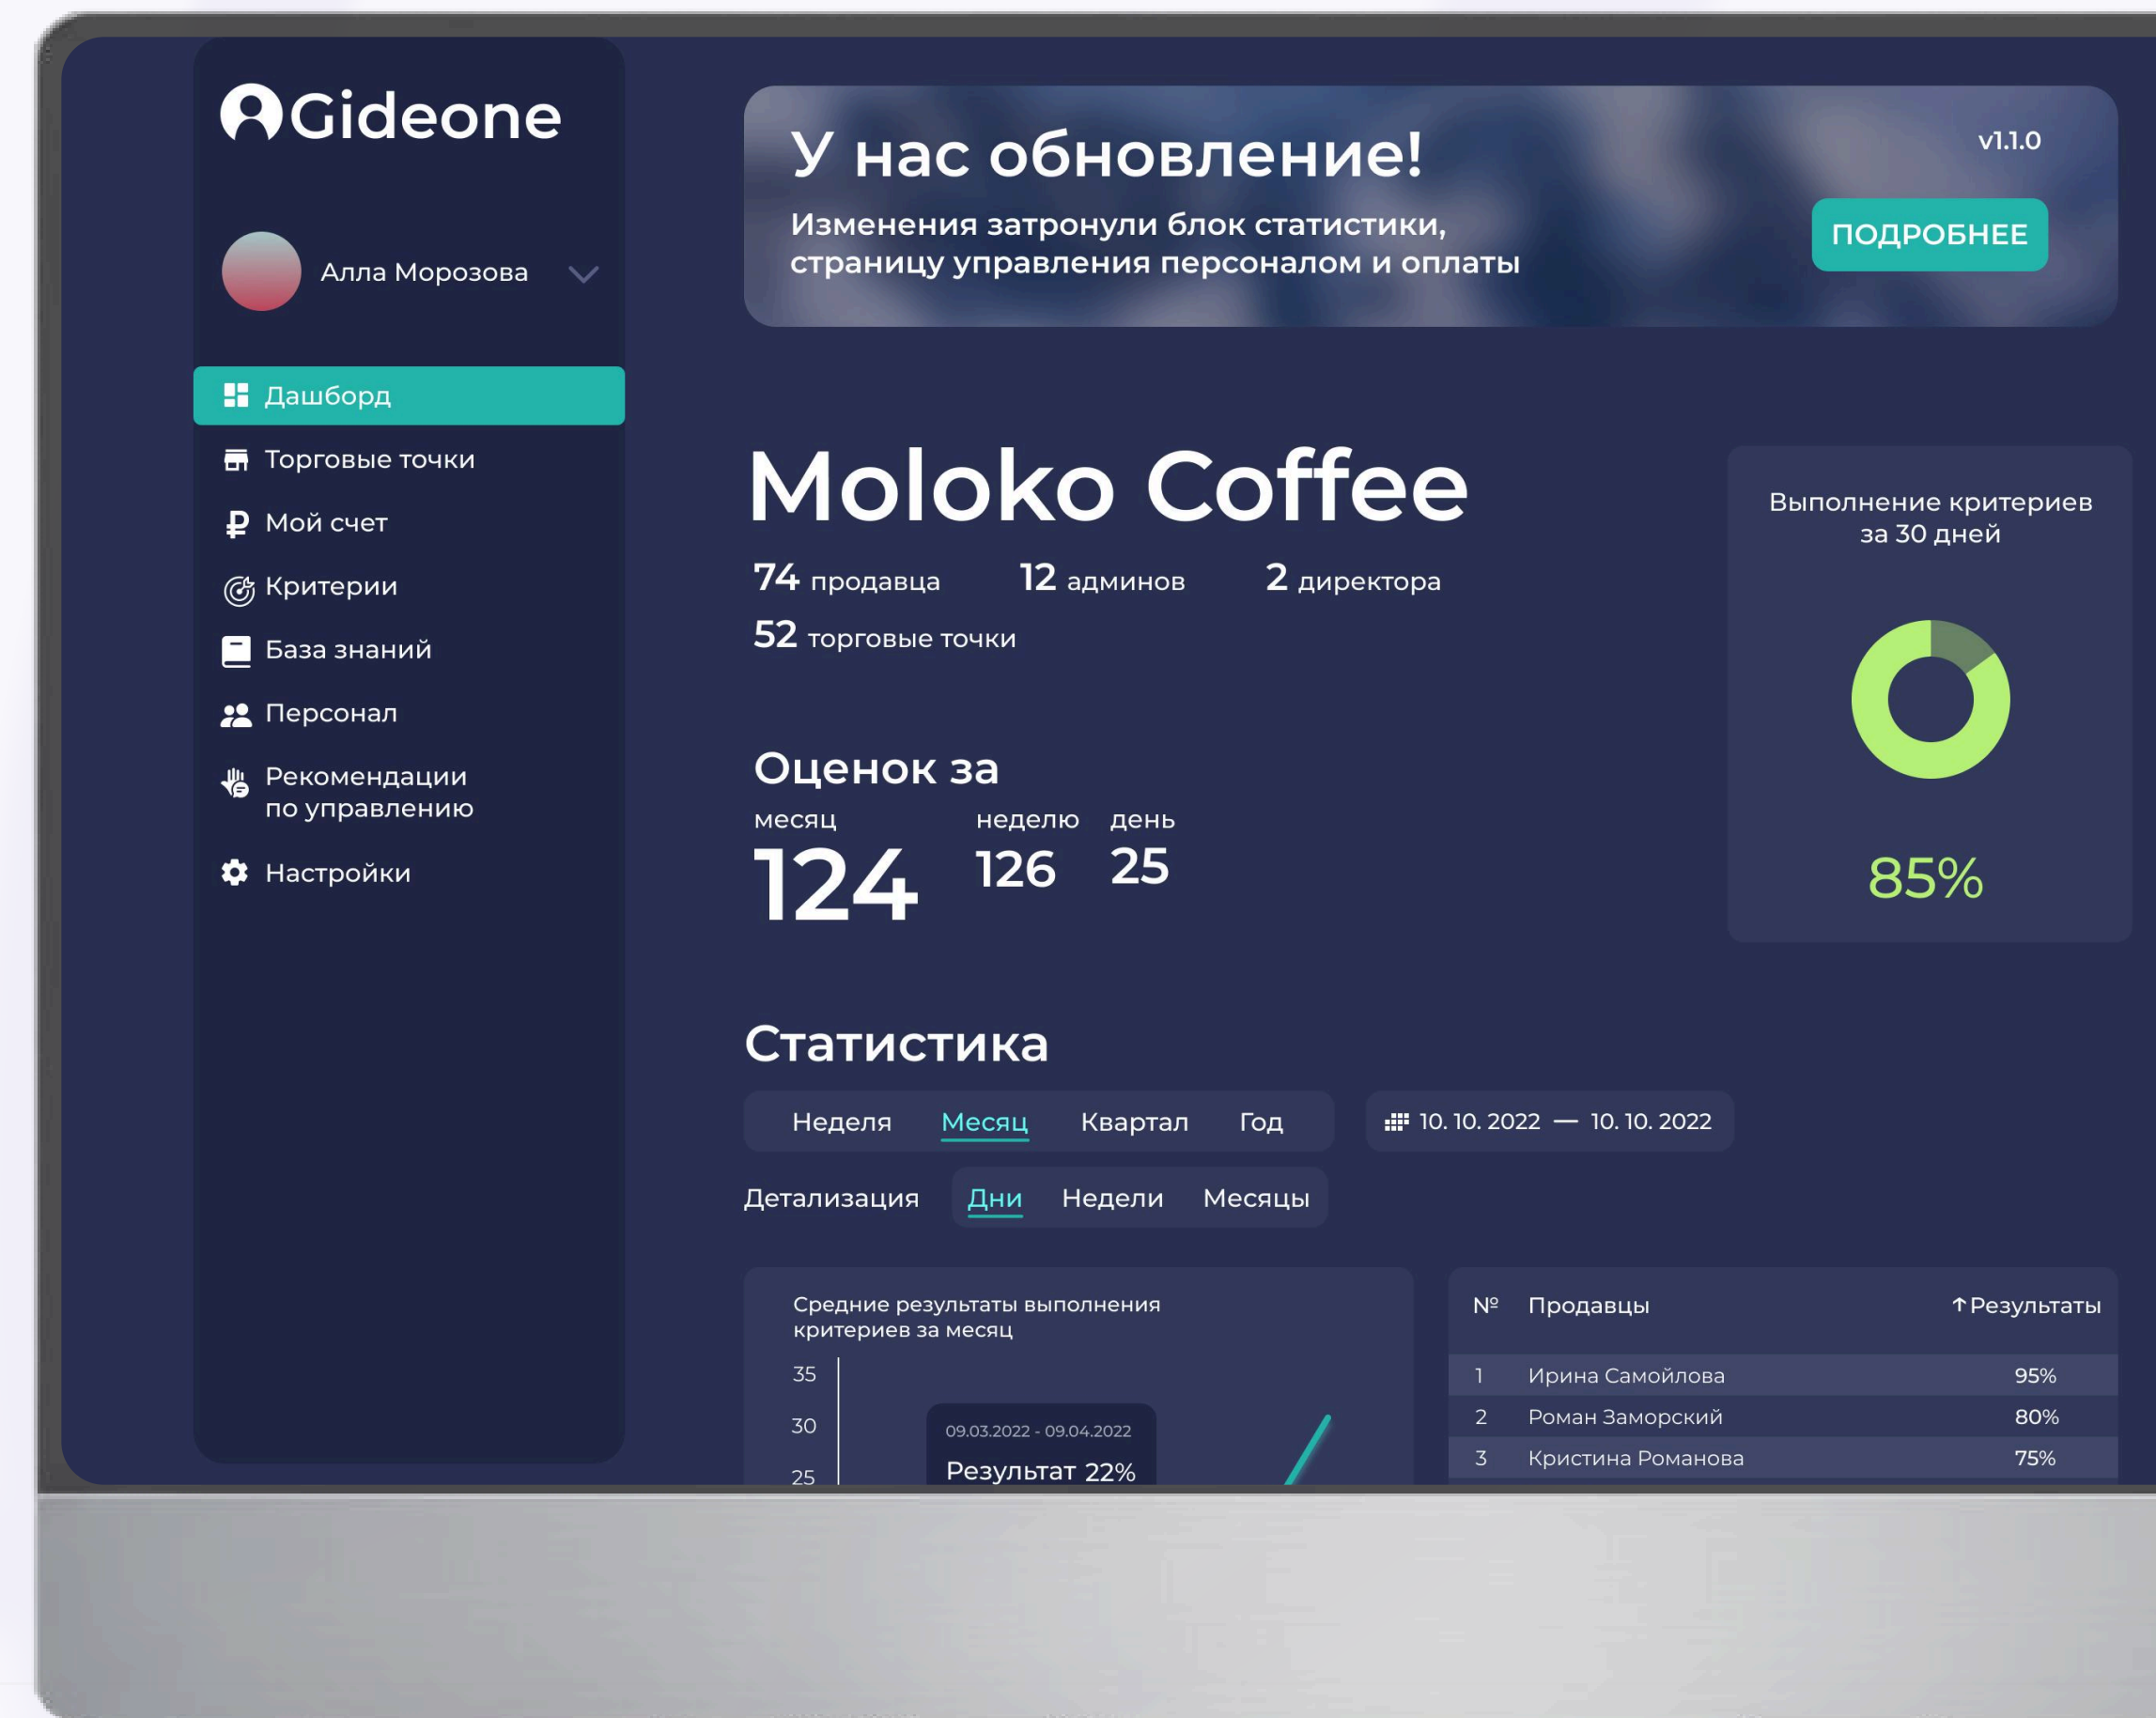 Gideone
Алла Морозова
Дашборд
Торговые точки
Мой счет
Критерии
База знаний
Персонал
Рекомендации
по управлению
Настройки
У нас обновление!
Изменения затронули блок статистики,
страницу управления персоналом и оплаты
v1.1.0
ПОДРОБНЕЕ
Moloko Coffee
74 продавца 12 админов 2 директора
52 торговые точки
Выполнение критериев
за 30 дней
85%
Оценок за
месяц неделю день
124 126 25
Статистика
Неделя Месяц Квартал Год 10. 10. 2022 — 10. 10. 2022
Детализация Дни Недели Месяцы
Средние результаты выполнения
критериев за месяц
35
30
25
09.03.2022 - 09.04.2022
Результат 22%
№ Продавцы ↑Результаты
1 Ирина Самойлова 95%
2 Роман Заморский 80%
3 Кристина Романова 75%